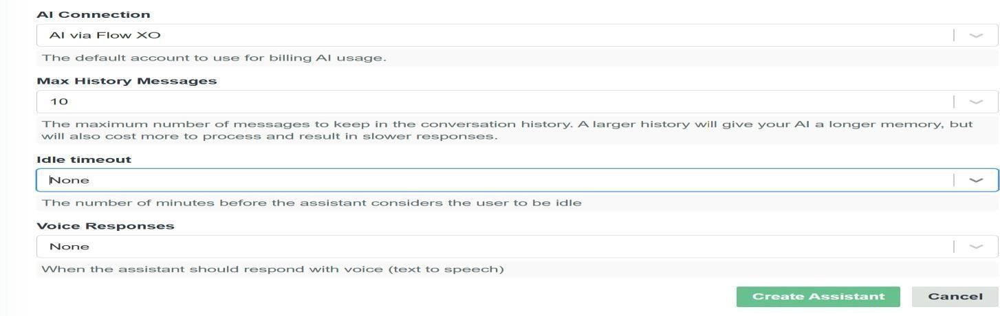 AI Connection
AI via Flow XO
The default account to use for billing AI usage.
Max History Messages
10
The maximum number of messages to keep in the conversation history. A larger history will give your AI a longer memory, but
will also cost more to process and result in slower responses.
Idle timeout
None
The number of minutes before the assistant considers the user to be idle
Voice Responses
None
When the assistant should respond with voice (text to speech)
Create Assistant
Cancel